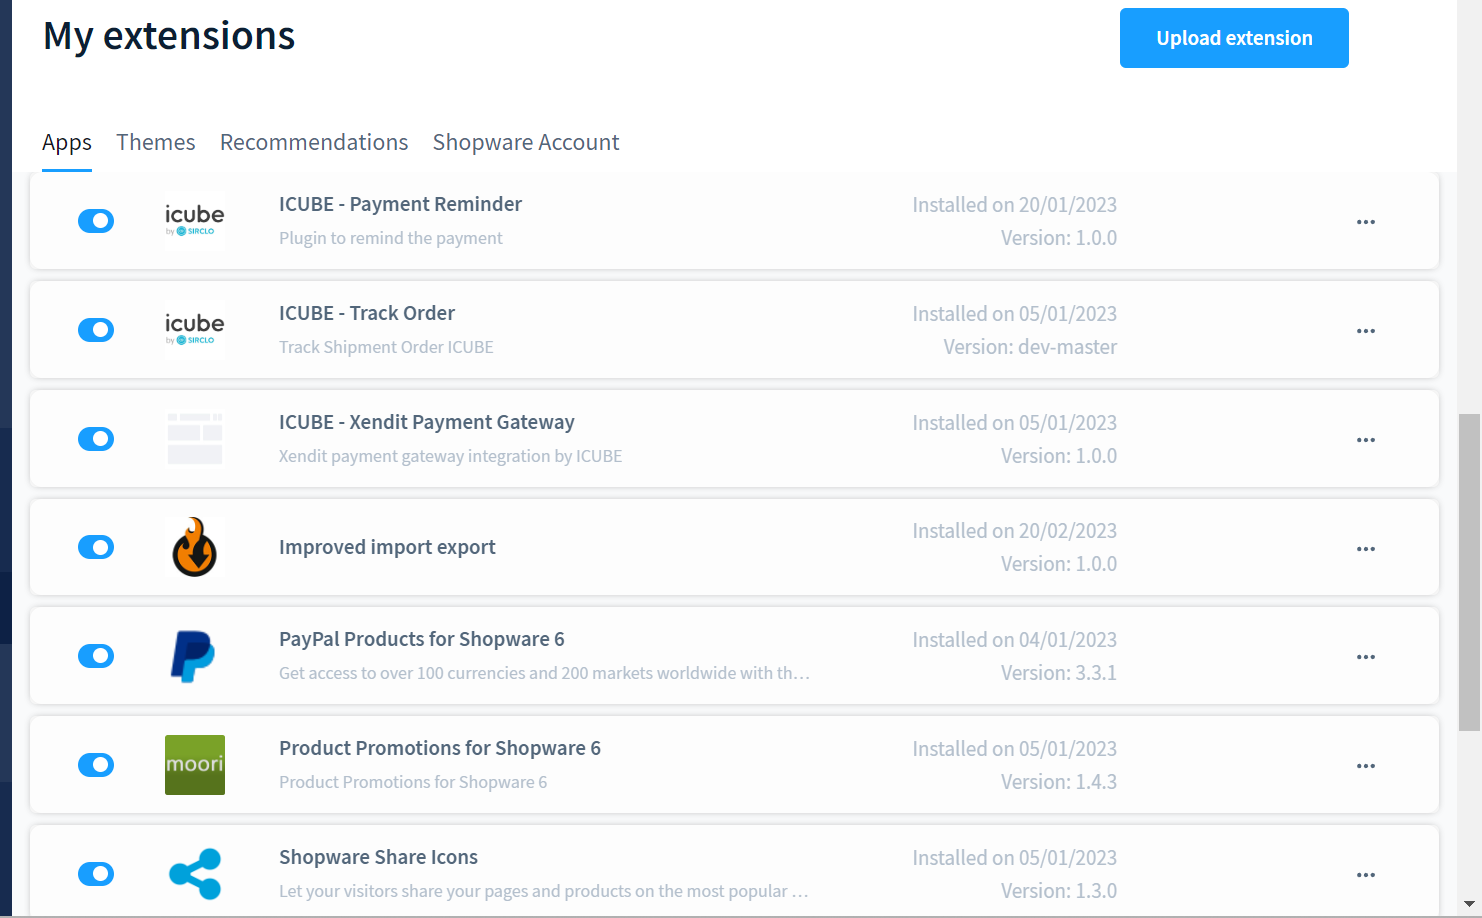 My extensions
Upload extension
Apps Themes Recommendations Shopware Account
icube
by SIRCLO
ICUBE - Payment Reminder
Plugin to remind the payment
Installed on 20/01/2023
Version: 1.0.0
icube
by SIRCLO
ICUBE - Track Order
Track Shipment Order ICUBE
Installed on 05/01/2023
Version: dev-master
ICUBE - Xendit Payment Gateway
Xendit payment gateway integration by ICUBE
Installed on 05/01/2023
Version: 1.0.0
Improved import export
Installed on 20/02/2023
Version: 1.0.0
PayPal Products for Shopware 6
Get access to over 100 currencies and 200 markets worldwide with th…
Installed on 04/01/2023
Version: 3.3.1
moori
Product Promotions for Shopware 6
Product Promotions for Shopware 6
Installed on 05/01/2023
Version: 1.4.3
Shopware Share Icons
Let your visitors share your pages and products on the most popular …
Installed on 05/01/2023
Version: 1.3.0